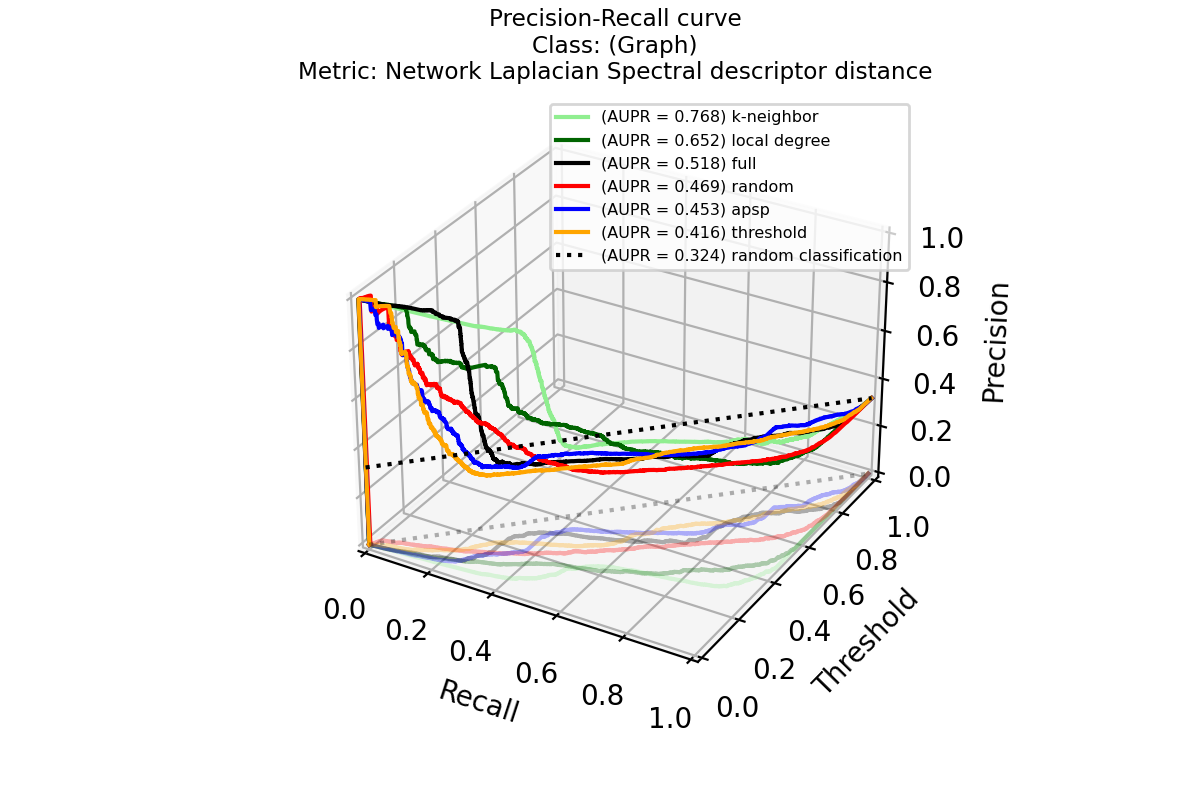 Precision-Recall curve
Class: (Graph)
Metric: Network Laplacian Spectral descriptor distance
(AUPR = 0.768) k-neighbor
(AUPR = 0.652) local degree
(AUPR = 0.518) full
(AUPR = 0.469) random
(AUPR = 0.453) apsp
(AUPR = 0.416) threshold
(AUPR = 0.324) random classification
1.0
0.8
0.6
0.4
0.2
0.0
Precision
1.0
0.8
0.6
0.4
0.2
0.0
Threshold
0.0
0.2
0.4
0.6
0.8
1.0
Recall